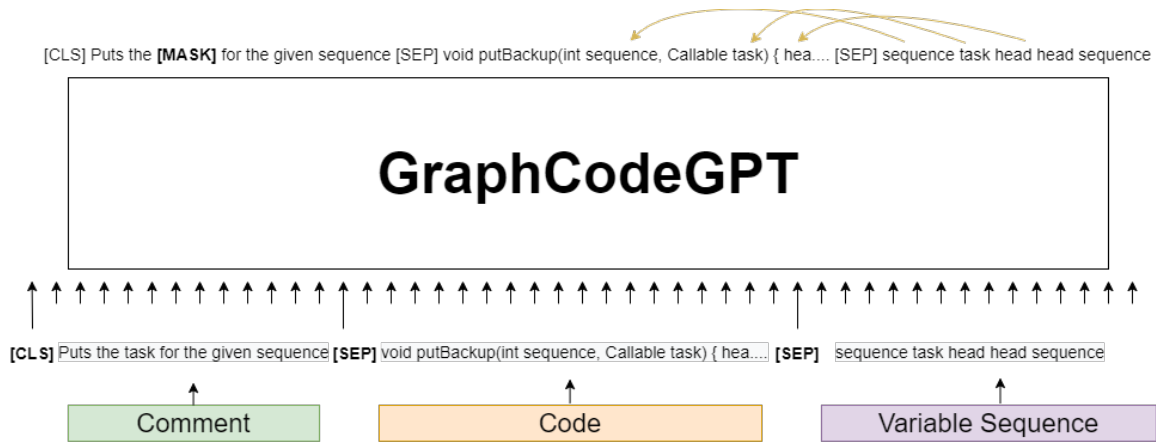 [CLS] Puts the [MASK] for the given sequence [SEP] void putBackup(int sequence, Callable task) { hea.... [SEP] sequence task head head sequence
GraphCodeGPT
[CLS] Puts the task for the given sequence [SEP] void putBackup(int sequence, Callable task) { hea.... [SEP] sequence task head head sequence
Comment Code Variable Sequence